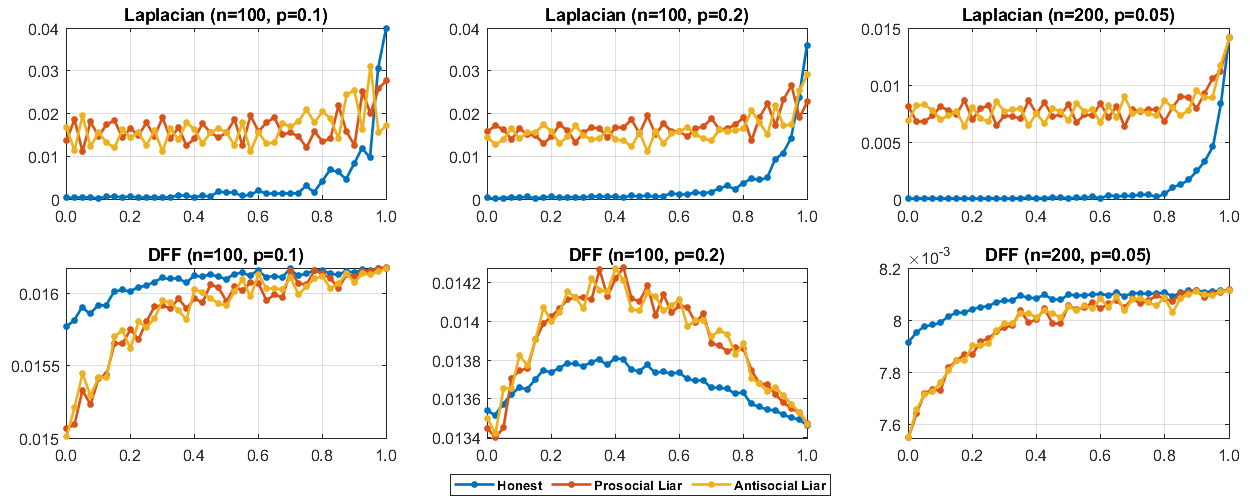 Laplacian (n=100, p=0.1)
0.04
0.03
0.02
0.01
0
0.0 0.2 0.4 0.6 0.8 1.0
Laplacian (n=100, p=0.2)
0.04
0.03
0.02
0.01
0
0.0 0.2 0.4 0.6 0.8 1.0
Laplacian (n=200, p=0.05)
0.015
0.01
0.005
0
0.0 0.2 0.4 0.6 0.8 1.0
DFF (n=100, p=0.1)
0.016
0.0155
0.015
0.0 0.2 0.4 0.6 0.8 1.0
DFF (n=100, p=0.2)
0.0142
0.014
0.0138
0.0136
0.0134
0.0 0.2 0.4 0.6 0.8 1.0
DFF (n=200, p=0.05)
×10⁻³
8.2
8
7.8
7.6
0.0 0.2 0.4 0.6 0.8 1.0
Honest Prosocial Liar Antisocial Liar